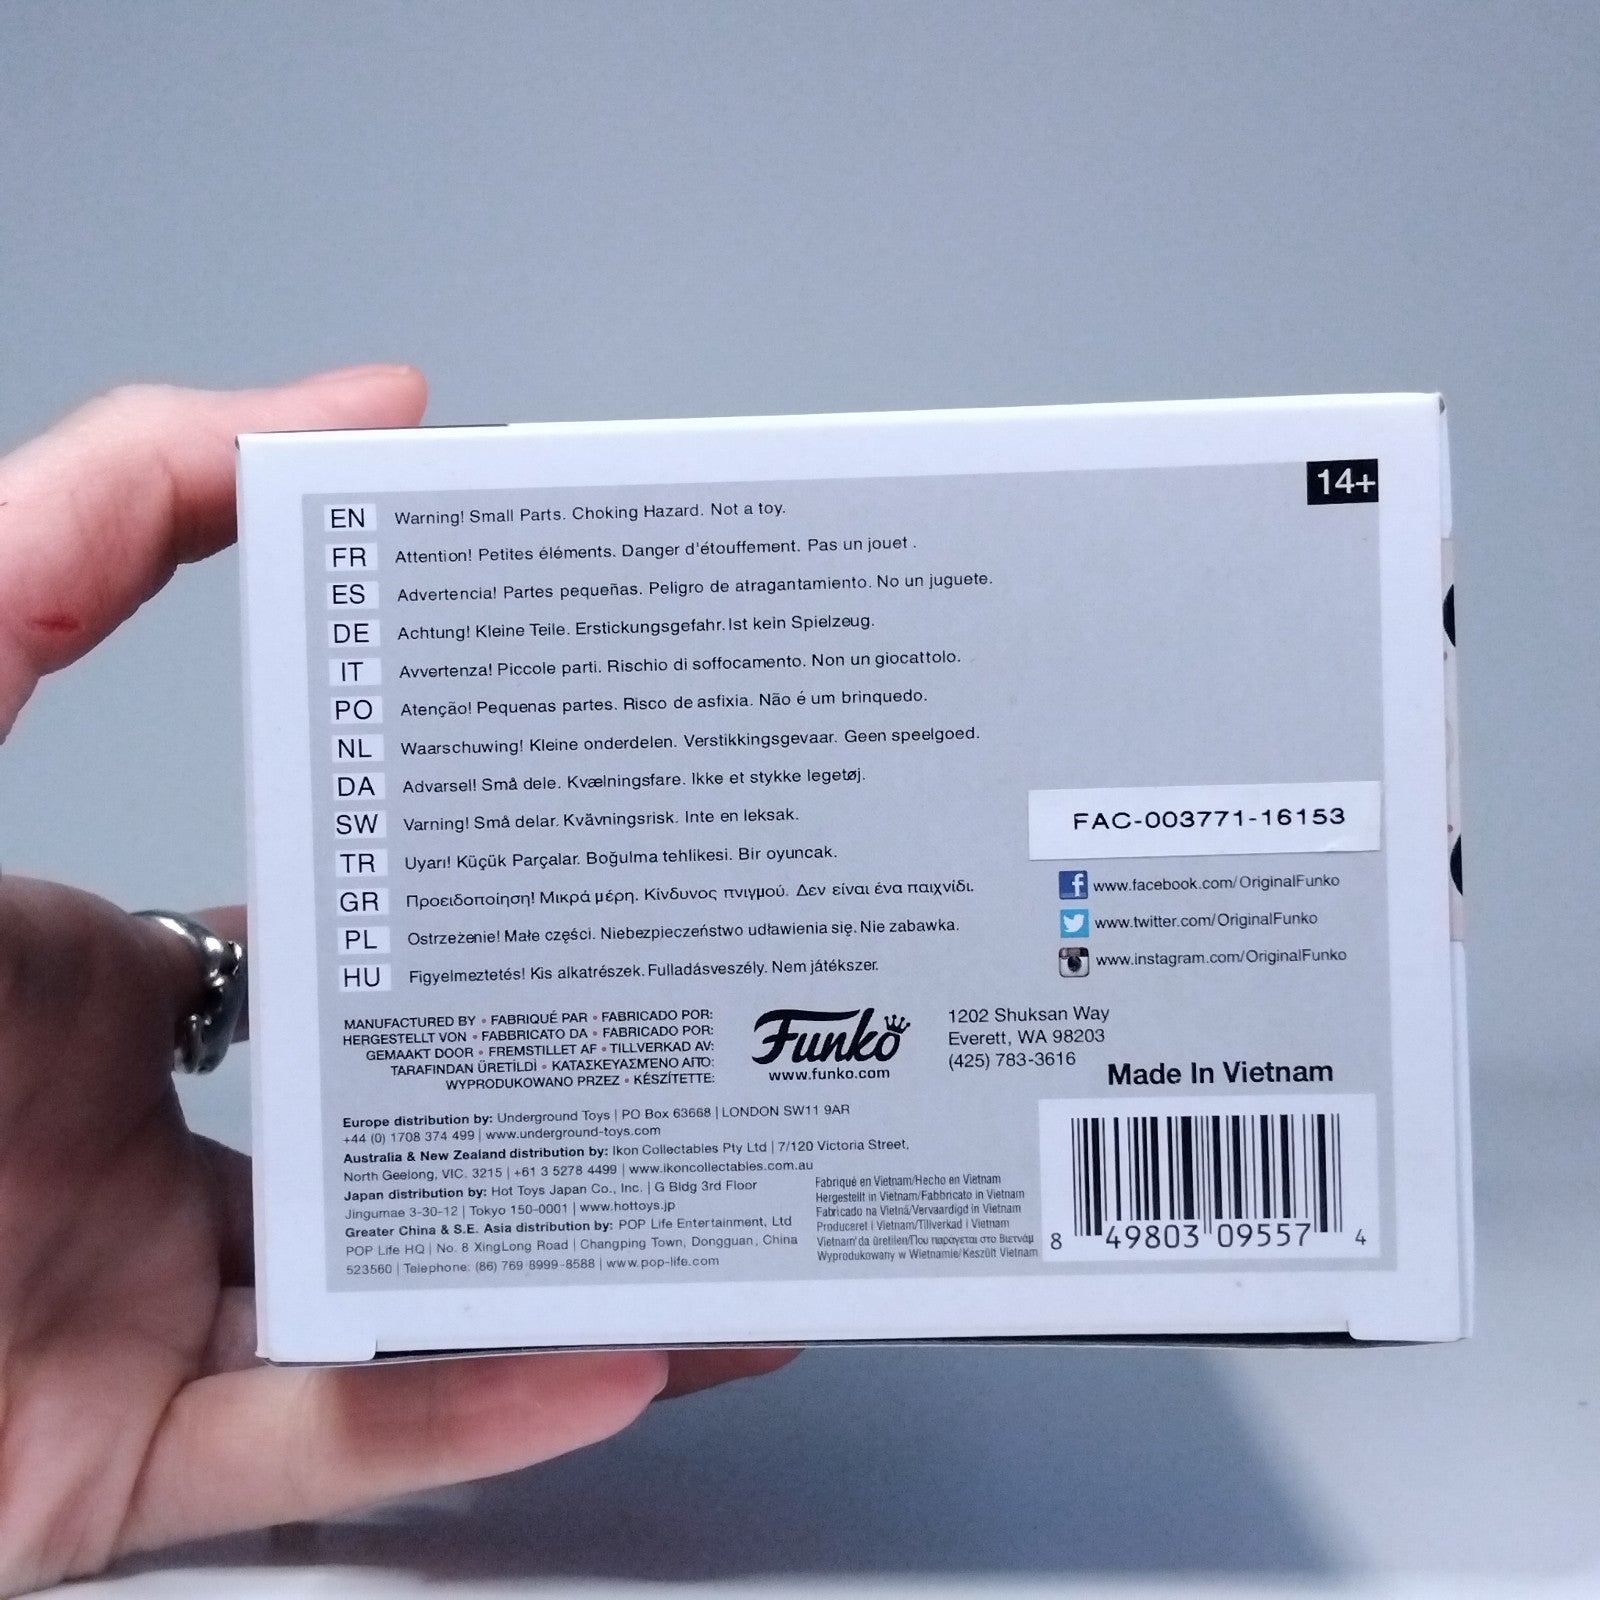 14+
EN Warning! Small Parts. Choking Hazard. Not a toy.
FR Attention! Petites éléments. Danger d'étouffement. Pas un jouet .
ES Advertencia! Partes pequeñas. Peligro de atragantamiento. No un juguete.
DE Achtung! Kleine Teile. Erstickungsgefahr. Ist kein Spielzeug.
IT Avvertenza! Piccole parti. Rischio di soffocamento. Non un giocattolo.
PO Atenção! Pequenas partes. Risco de asfixia. Não é um brinquedo.
NL Waarschuwing! Kleine onderdelen. Verstikkingsgevaar. Geen speelgoed.
DA Advarsel! Små dele. Kvælningsfare. Ikke et stykke legetøj.
SW Varning! Små delar. Kvävningsrisk. Inte en leksak.
TR Uyarı! Küçük Parçalar. Boğulma tehlikesi. Bir oyuncak.
GR Προειδοποίηση! Μικρά μέρη. Κίνδυνος πνιγμού. Δεν είναι ένα παιχνίδι.
PL Ostrzeżenie! Małe części. Niebezpieczeństwo udławienia się. Nie zabawka.
HU Figyelmeztetés! Kis alkatrészek. Fulladásveszély. Nem játékszer.
FAC-003771-16153
www.facebook.com/OriginalFunko
www.twitter.com/OriginalFunko
www.instagram.com/OriginalFunko
MANUFACTURED BY • FABRIQUÉ PAR • FABRICADO POR:
HERGESTELLT VON • FABBRICATO DA • FABRICADO POR:
GEMAAKT DOOR • FREMSTILLET AF • TILLVERKAD AV:
TARAFINDAN ÜRETİLDİ • ΚΑΤΑΣΚΕΥΑΣΜΈΝΟ ΑΠΌ:
WYPRODUKOWANO PRZEZ • KÉSZÍTETTE:
Funko
www.funko.com
1202 Shuksan Way
Everett, WA 98203
(425) 783-3616
Made In Vietnam
Europe distribution by: Underground Toys | PO Box 63668 | LONDON SW11 9AR
+44 (0) 1708 374 499 | www.underground-toys.com
Australia & New Zealand distribution by: Ikon Collectables Pty Ltd | 7/120 Victoria Street,
North Geelong, VIC. 3215 | +61 3 5278 4499 | www.ikoncollectables.com.au
Japan distribution by: Hot Toys Japan Co., Inc. | G Bldg 3rd Floor
Jingumae 3-30-12 | Tokyo 150-0001 | www.hottoys.jp
Greater China & S.E. Asia distribution by: POP Life Entertainment, Ltd
POP Life HQ | No. 8 XingLong Road | Changping Town, Dongguan, China
523560 | Telephone: (86) 769 8999-8588 | www.pop-life.com
Fabriqué en Vietnam/Hecho en Vietnam
Hergestellt in Vietnam/Fabbricato in Vietnam
Fabricado na Vietnã/Vervaardigd in Vietnam
Produceret i Vietnam/Tillverkad i Vietnam
Vietnam'da üretilen/Που παράγεται στο Βιετνάμ
Wyprodukowany w Wietnamie/Készült Vietnam
8 49803 09557 4